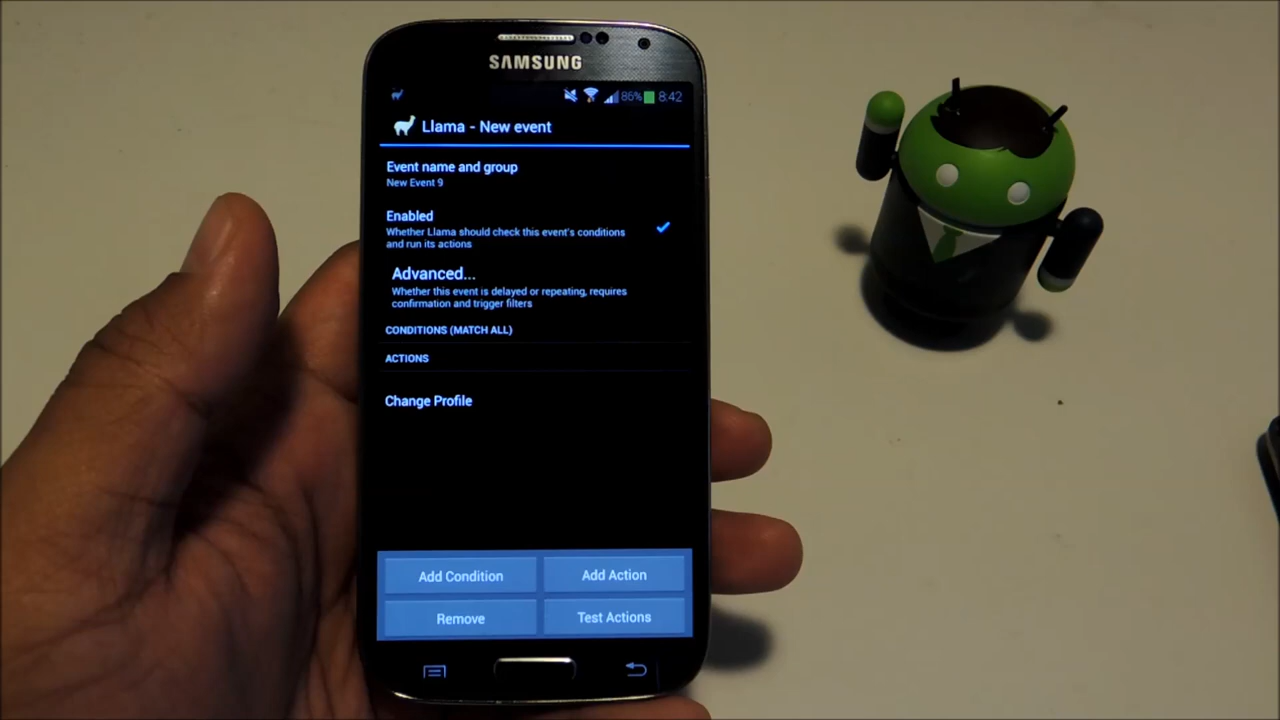 SAMSUNG
86% 8:42
Llama - New event
Event name and group
New Event 9
Enabled
Whether Llama should check this event's conditions
and run its actions
Advanced...
Whether this event is delayed or repeating, requires
confirmation and trigger filters
CONDITIONS (MATCH ALL)
ACTIONS
Change Profile
Add Condition
Add Action
Remove
Test Actions